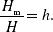 H_m/H = h.